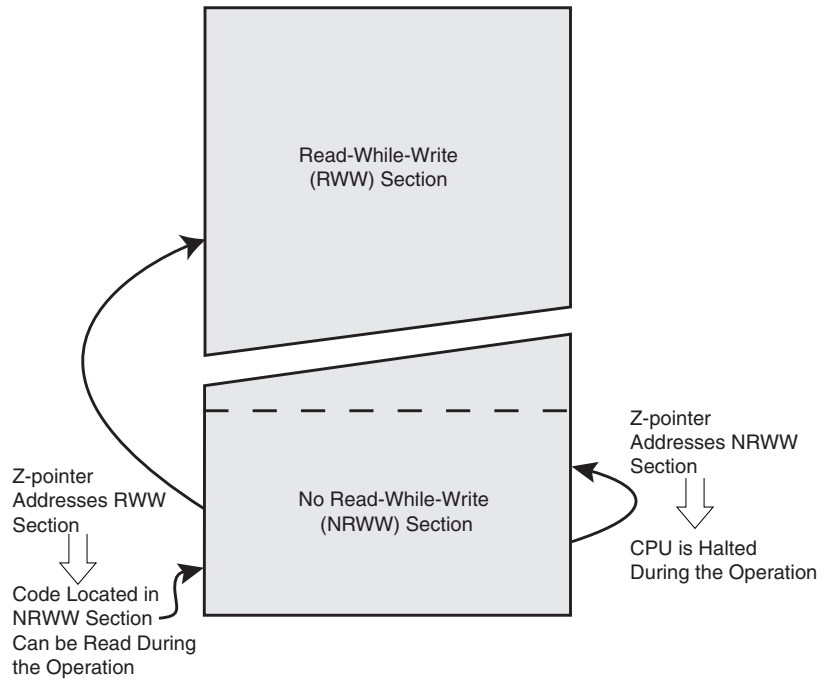 Read-While-Write
(RWW) Section
Z-pointer
Addresses NRWW
Section
CPU is Halted
During the Operation
No Read-While-Write
(NRWW) Section
Z-pointer
Addresses RWW
Section
Code Located in
NRWW Section
Can be Read During
the Operation